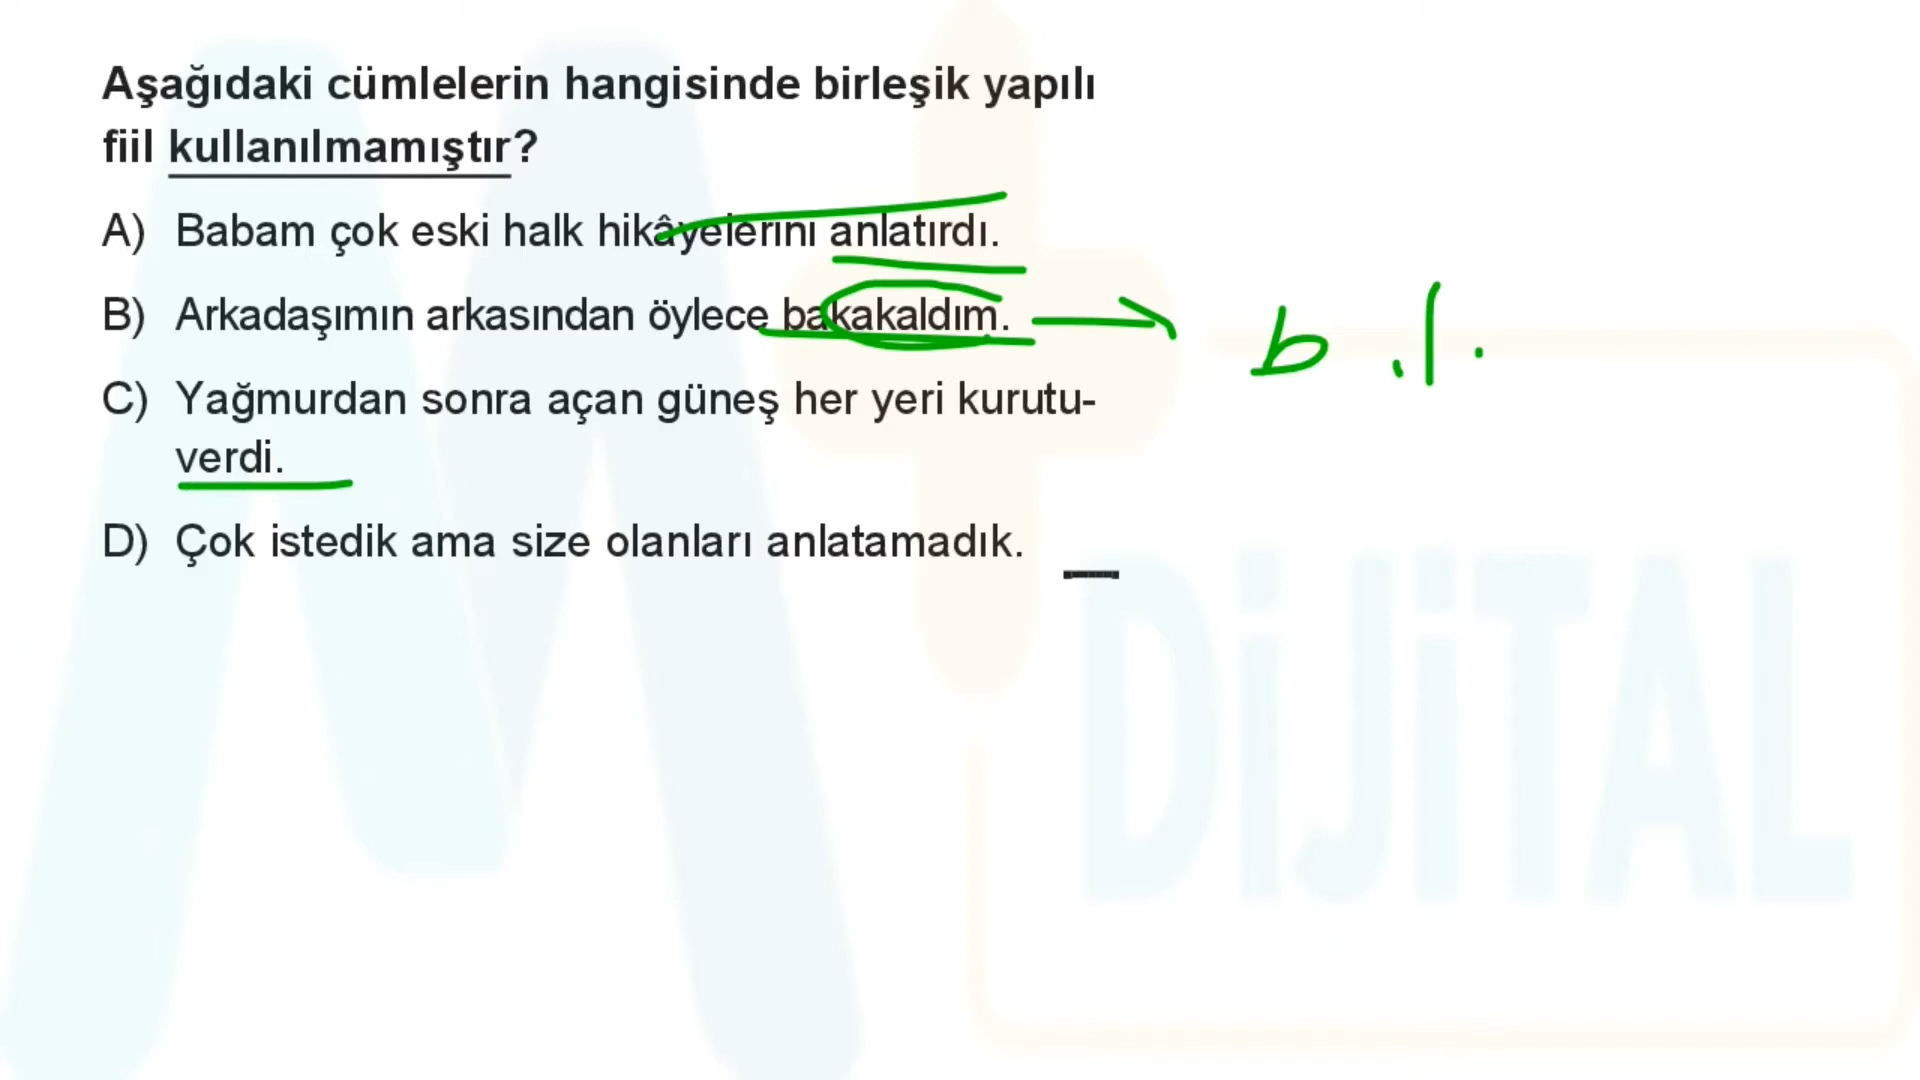 Aşağıdaki cümlelerin hangisinde birleşik yapılı
fiil kullanılmamıştır?
A) Babam çok eski halk hikâyelerini anlatırdı.
B) Arkadaşımın arkasından öylece bakakaldım.
b.l.
C) Yağmurdan sonra açan güneş her yeri kurutu-
verdi.
D) Çok istedik ama size olanları anlatamadık.
DİJİTAL